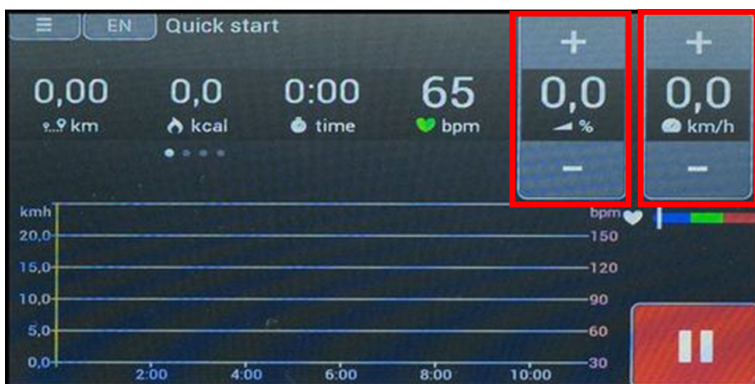 EN Quick start
+ +
0,00 0,0 0:00 65 0,0 0,0
km kcal time bpm % km/h
- -
kmh bpm
20,0 150
15,0 120
10,0 90
5,0 60
0,0 30
2:00 4:00 6:00 8:00 10:00